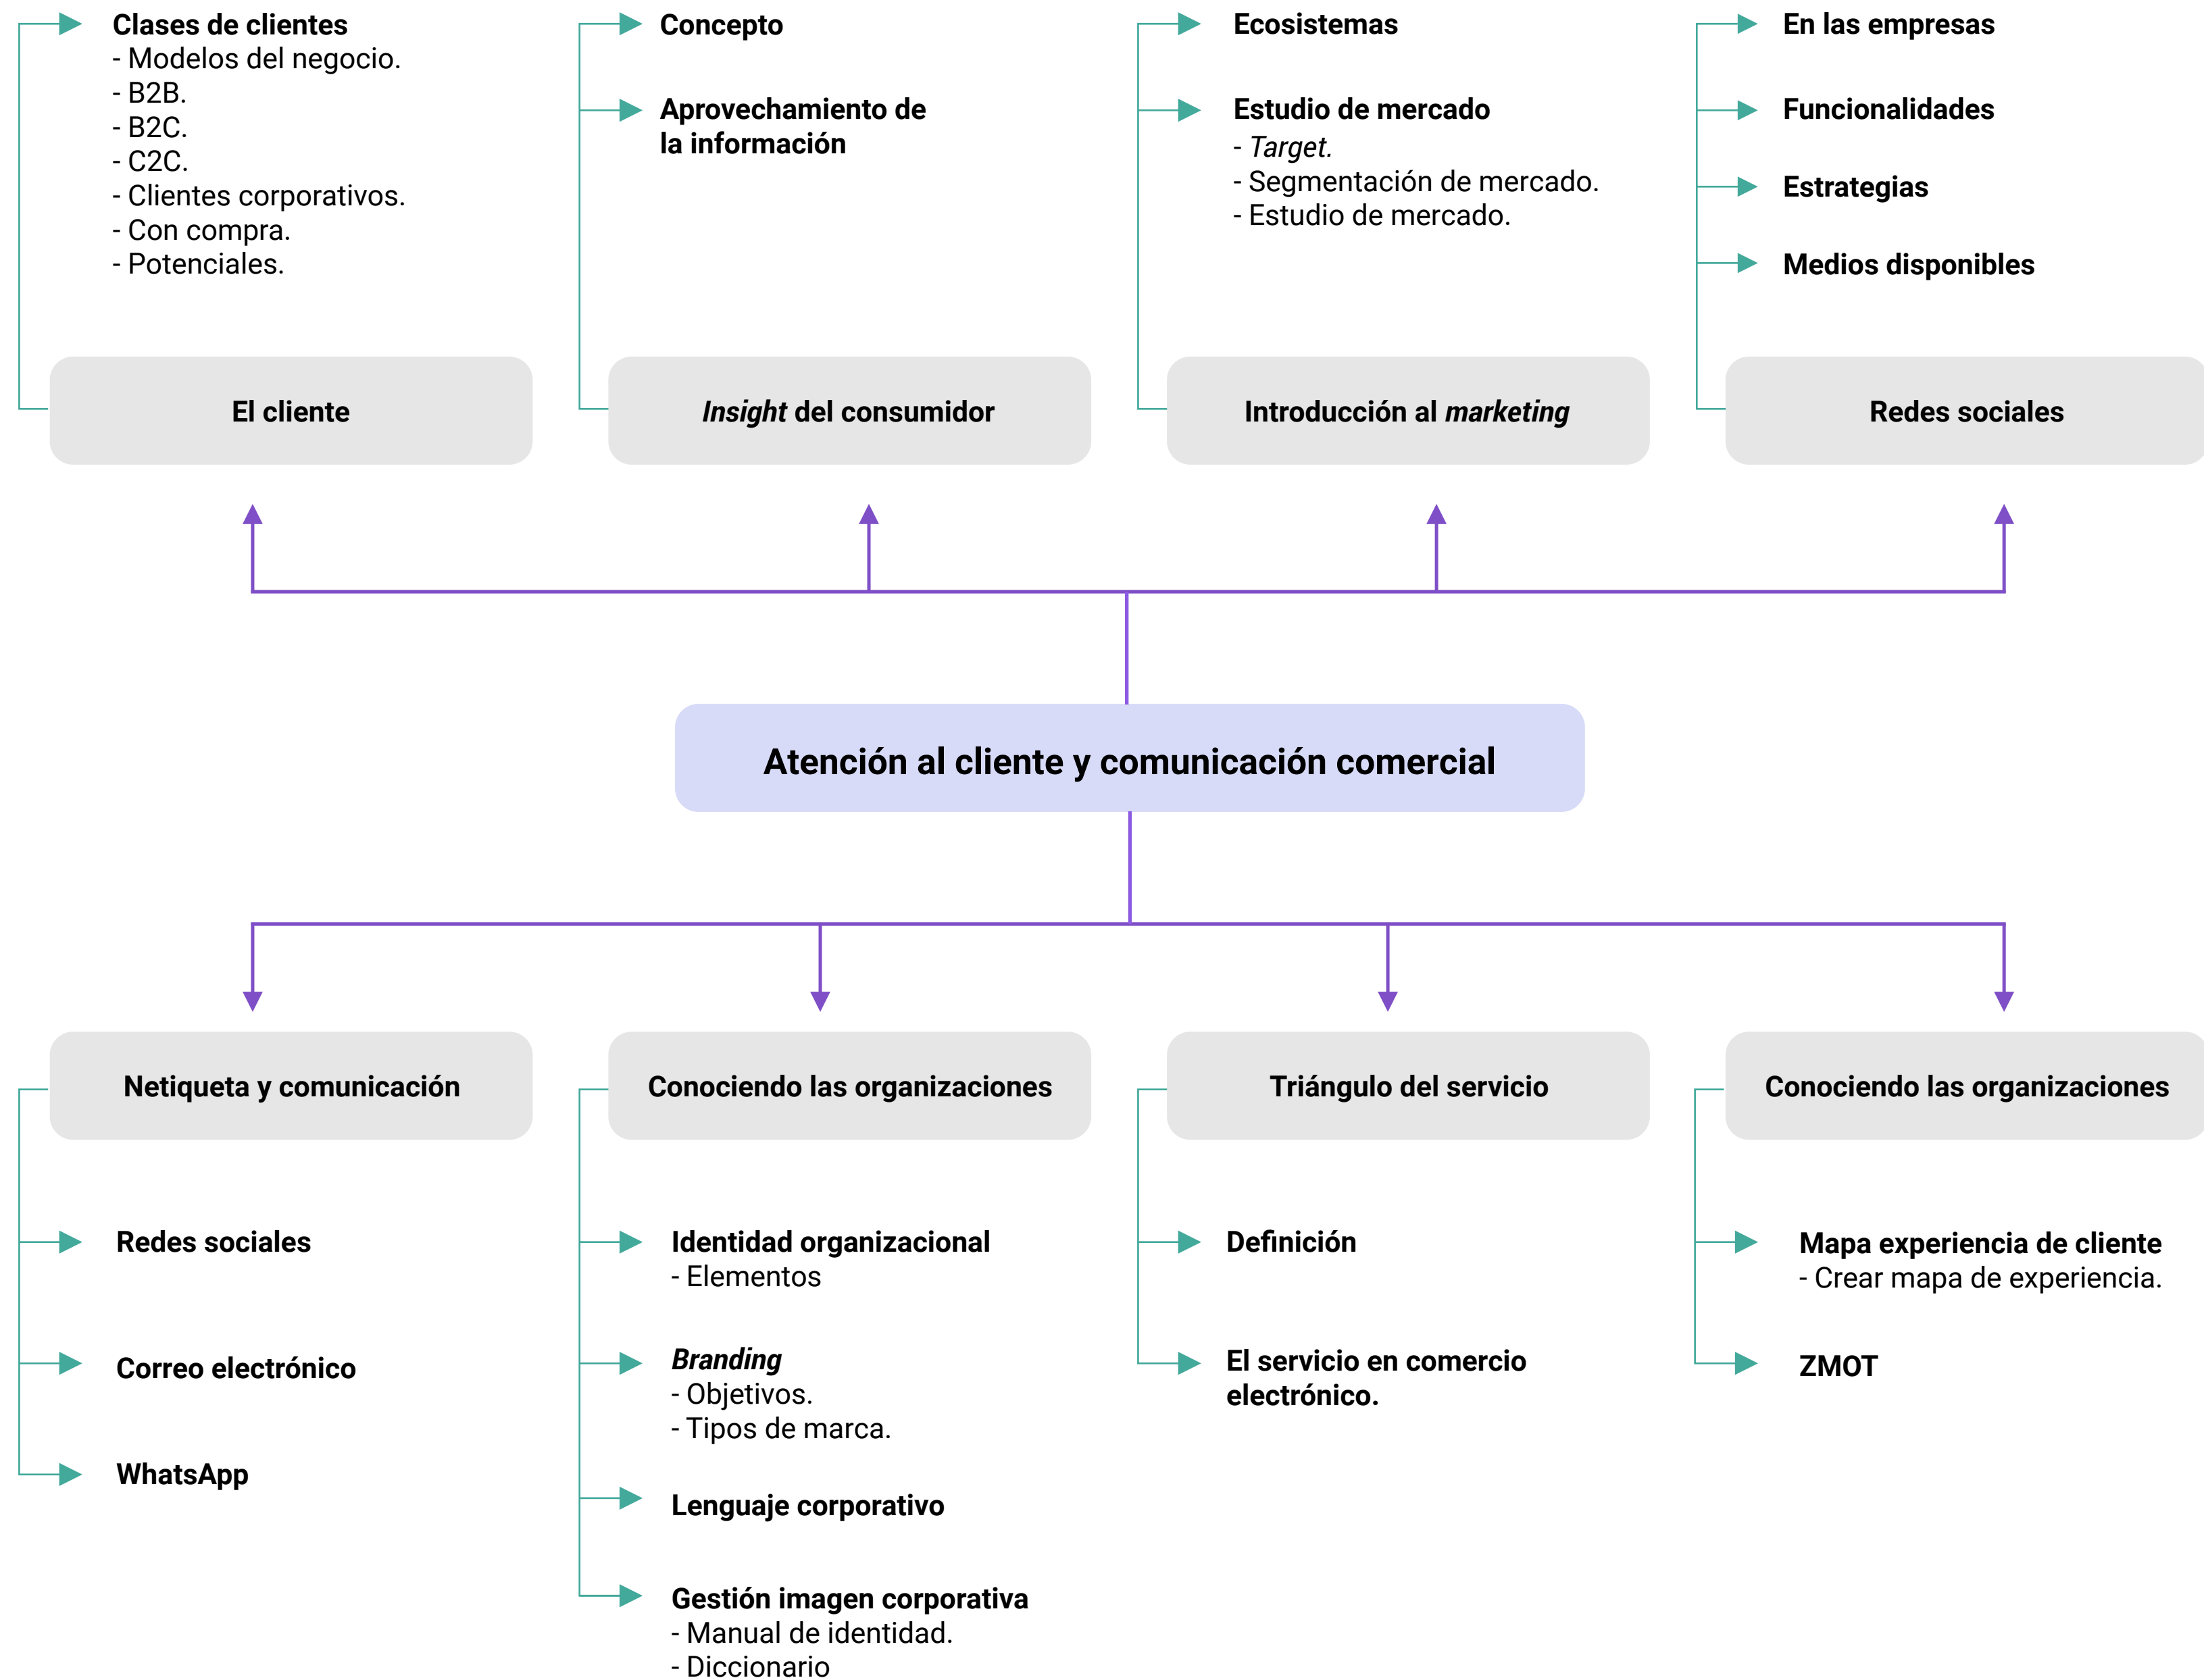 Clases de clientes
- Modelos del negocio.
- B2B.
- B2C.
- C2C.
- Clientes corporativos.
- Con compra.
- Potenciales.
El cliente
Concepto
Aprovechamiento de
la información
Insight del consumidor
Ecosistemas
Estudio de mercado
- Target.
- Segmentación de mercado.
- Estudio de mercado.
Introducción al marketing
En las empresas
Funcionalidades
Estrategias
Medios disponibles
Redes sociales
Atención al cliente y comunicación comercial
Netiqueta y comunicación
Redes sociales
Correo electrónico
WhatsApp
Conociendo las organizaciones
Identidad organizacional
- Elementos
Branding
- Objetivos.
- Tipos de marca.
Lenguaje corporativo
Gestión imagen corporativa
- Manual de identidad.
- Diccionario
Triángulo del servicio
Definición
El servicio en comercio
electrónico.
Conociendo las organizaciones
Mapa experiencia de cliente
- Crear mapa de experiencia.
ZMOT